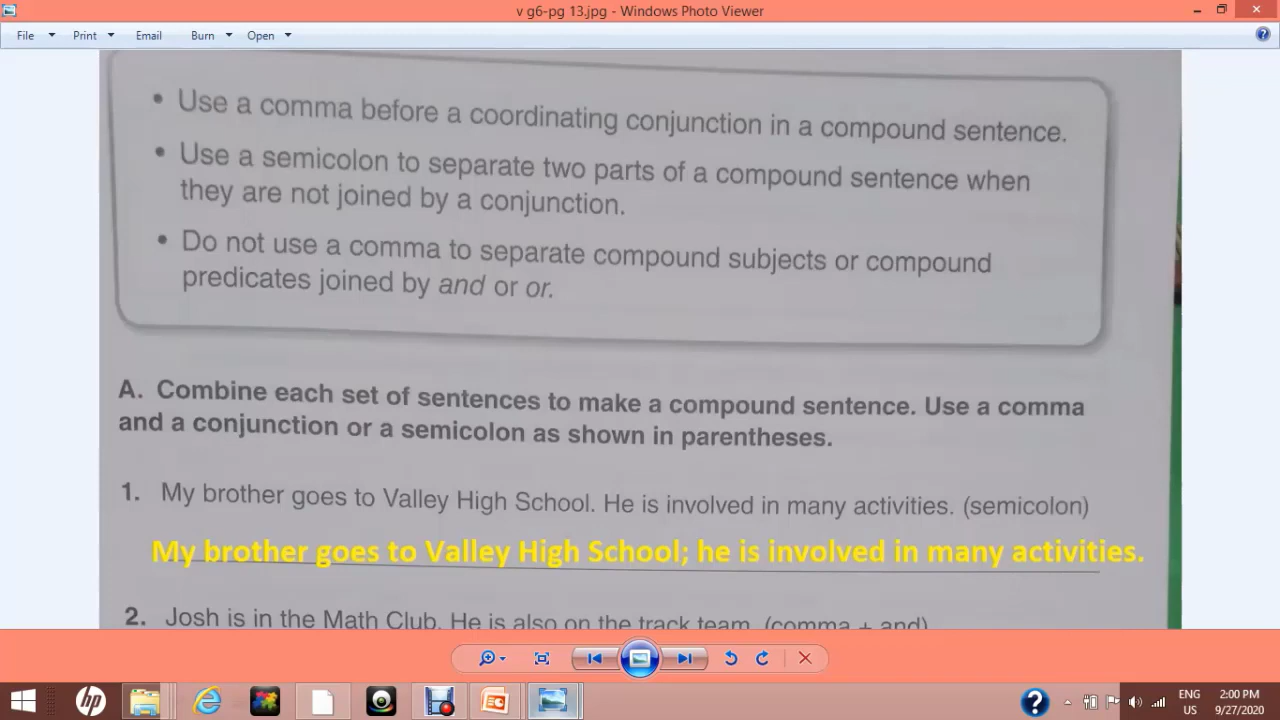 v g6-pg 13.jpg - Windows Photo Viewer
File Print Email Burn Open
• Use a comma before a coordinating conjunction in a compound sentence.
• Use a semicolon to separate two parts of a compound sentence when
they are not joined by a conjunction.
• Do not use a comma to separate compound subjects or compound
predicates joined by and or or.
A. Combine each set of sentences to make a compound sentence. Use a comma
and a conjunction or a semicolon as shown in parentheses.
1. My brother goes to Valley High School. He is involved in many activities. (semicolon)
My brother goes to Valley High School; he is involved in many activities.
2. Josh is in the Math Club. He is also on the track team. (comma + and)
hp
ENG 2:00 PM
US 9/27/2020